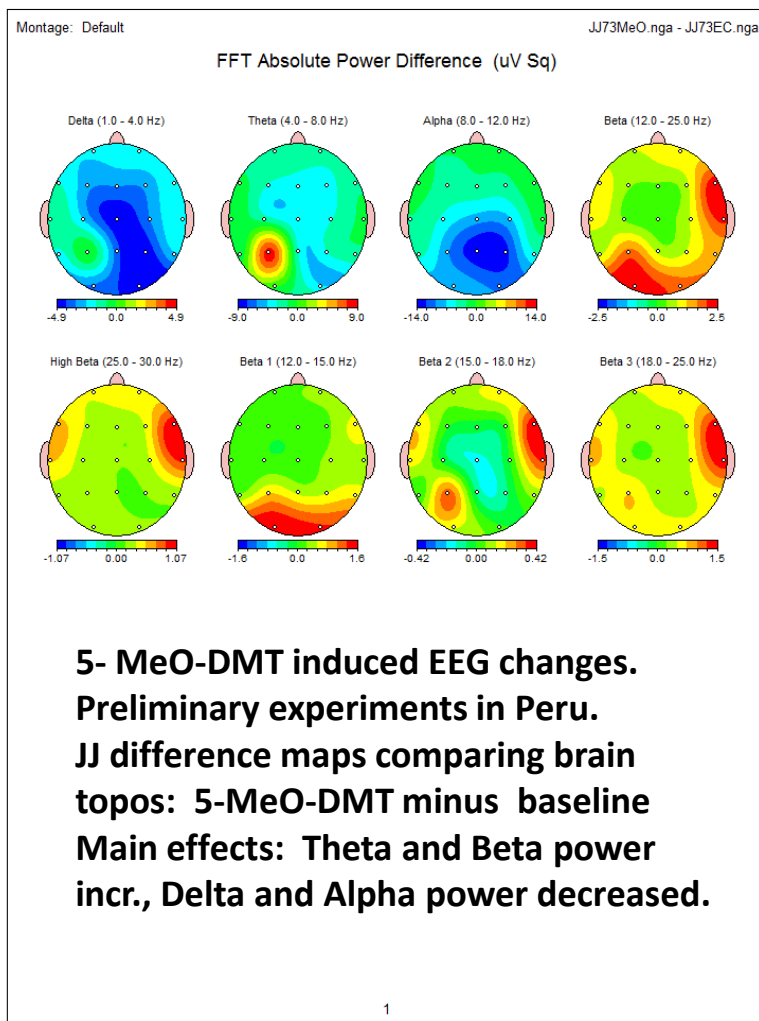 Montage: Default JJ73MeO.nga - JJ73EC.nga
FFT Absolute Power Difference (uV Sq)
Delta (1.0 - 4.0 Hz) Theta (4.0 - 8.0 Hz) Alpha (8.0 - 12.0 Hz) Beta (12.0 - 25.0 Hz)
-4.9 0.0 4.9 -9.0 0.0 9.0 -14.0 0.0 14.0 -2.5 0.0 2.5
High Beta (25.0 - 30.0 Hz) Beta 1 (12.0 - 15.0 Hz) Beta 2 (15.0 - 18.0 Hz) Beta 3 (18.0 - 25.0 Hz)
-1.07 0.00 1.07 -1.6 0.0 1.6 -0.42 0.00 0.42 -1.5 0.0 1.5
5- MeO-DMT induced EEG changes.
Preliminary experiments in Peru.
JJ difference maps comparing brain
topos: 5-MeO-DMT minus baseline
Main effects: Theta and Beta power
incr., Delta and Alpha power decreased.
1